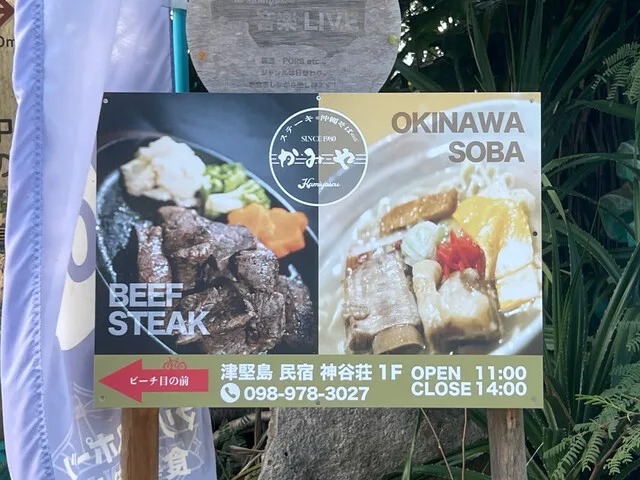 音楽 LIVE
ステーキ・沖縄そば
SINCE 1980
かみや
Kamiyasou
OKINAWA
SOBA
BEEF
STEAK
ビーチ目の前
津堅島 民宿 神谷荘 1F
098-978-3027
OPEN 11:00
CLOSE 14:00